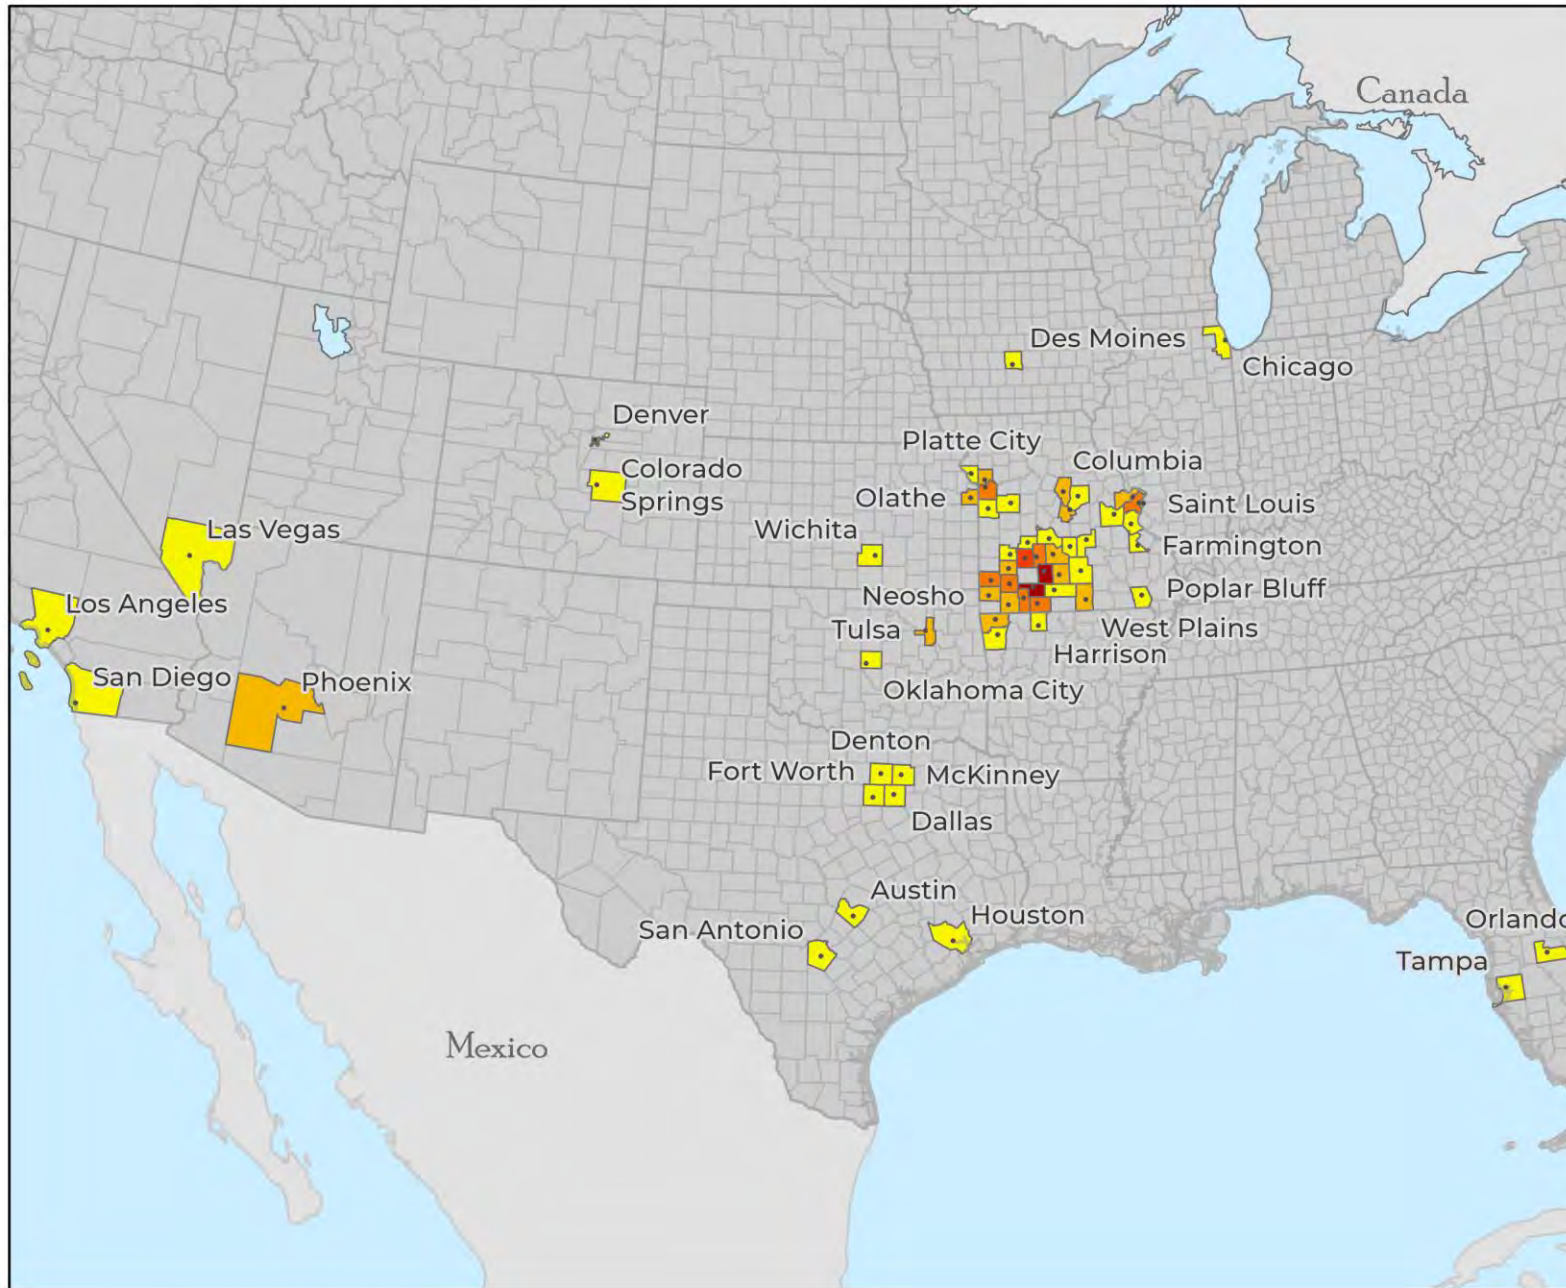 Canada
Des Moines
Chicago
Denver
Platte City
Columbia
Colorado
Springs
Olathe
Saint Louis
Las Vegas
Wichita
Farmington
Neosho
Poplar Bluff
Los Angeles
Tulsa
West Plains
Harrison
San Diego
Phoenix
Oklahoma City
Denton
Fort Worth
McKinney
Dallas
Austin
Houston
San Antonio
Orlando
Tampa
Mexico